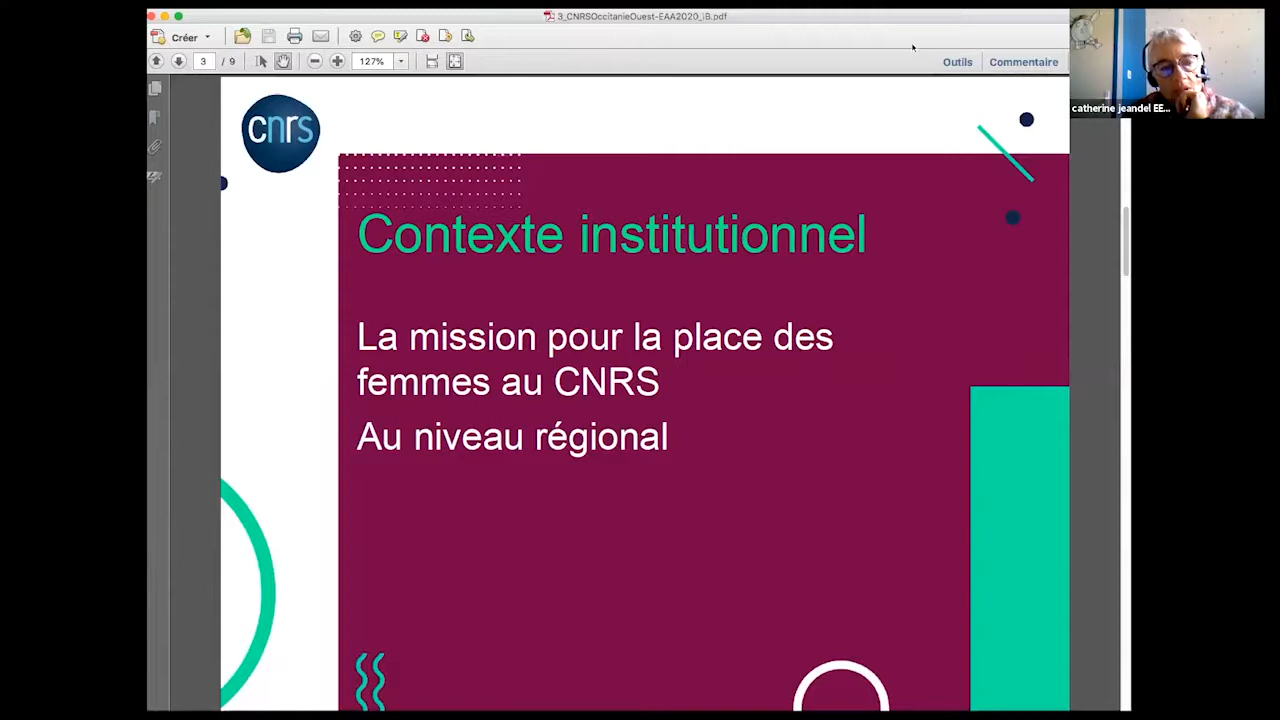 3_CNRSOccitanieOuest-EAA2020_IB.pdf
Créer
3 / 9
127%
Outils
Commentaire
catherine jeandel EE...
cnrs
Contexte institutionnel
La mission pour la place des
femmes au CNRS
Au niveau régional